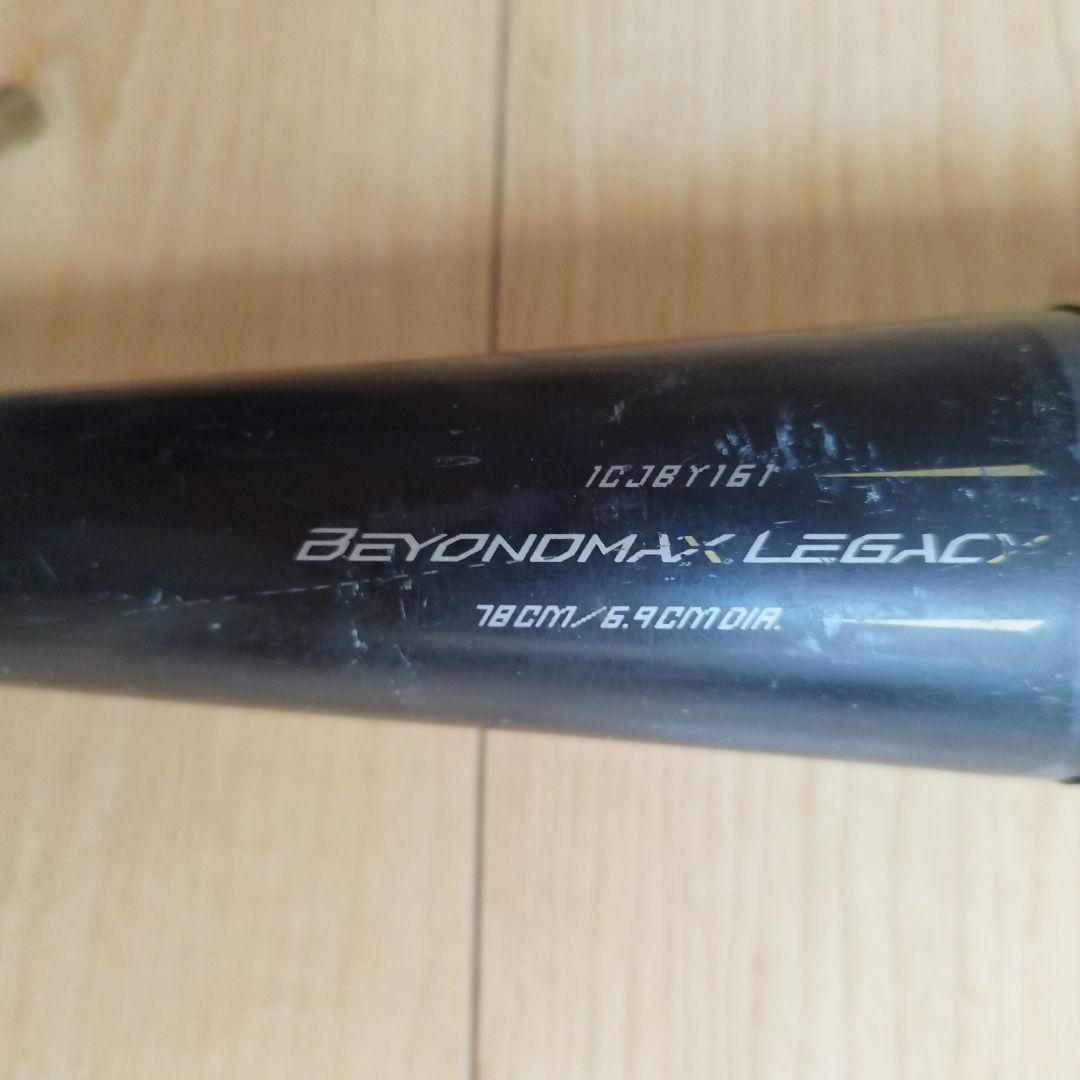 1CJBY161
BEYONDMAX LEGACY
78CM/6.9CM DIA.